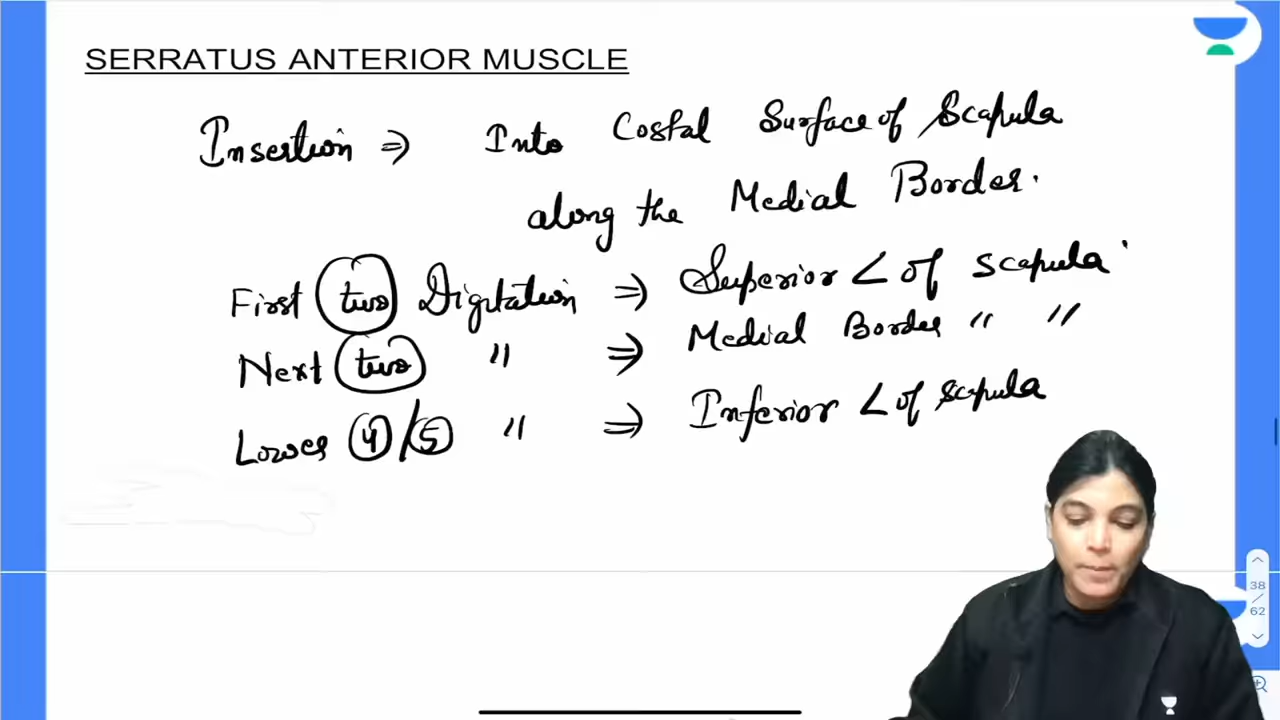 SERRATUS ANTERIOR MUSCLE
Insertion ⇒ Into Costal Surface of Scapula
along the Medial Border.
First two Digitation ⇒ Superior ∠ of Scapula
Next two " ⇒ Medial Border " "
Lower 4/5 " ⇒ Inferior ∠ of Scapula
38
/
62